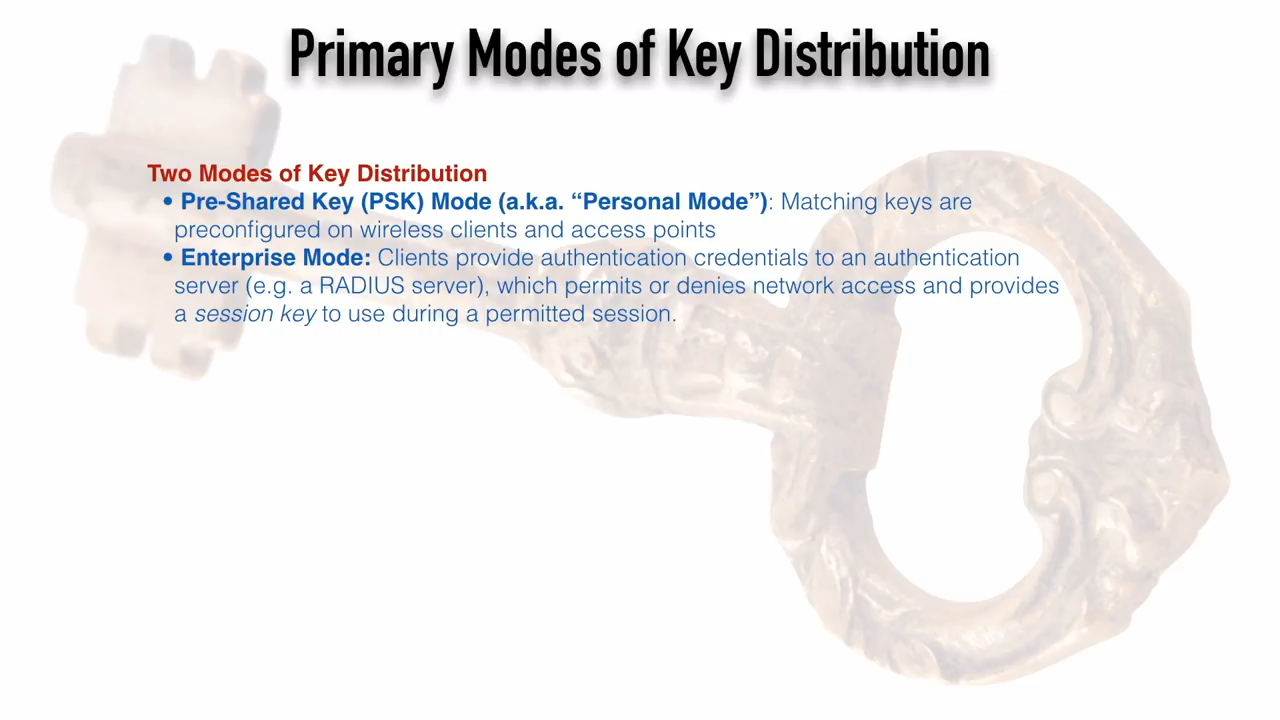 Primary Modes of Key Distribution
Two Modes of Key Distribution
• Pre-Shared Key (PSK) Mode (a.k.a. “Personal Mode”): Matching keys are
preconfigured on wireless clients and access points
• Enterprise Mode: Clients provide authentication credentials to an authentication
server (e.g. a RADIUS server), which permits or denies network access and provides
a session key to use during a permitted session.